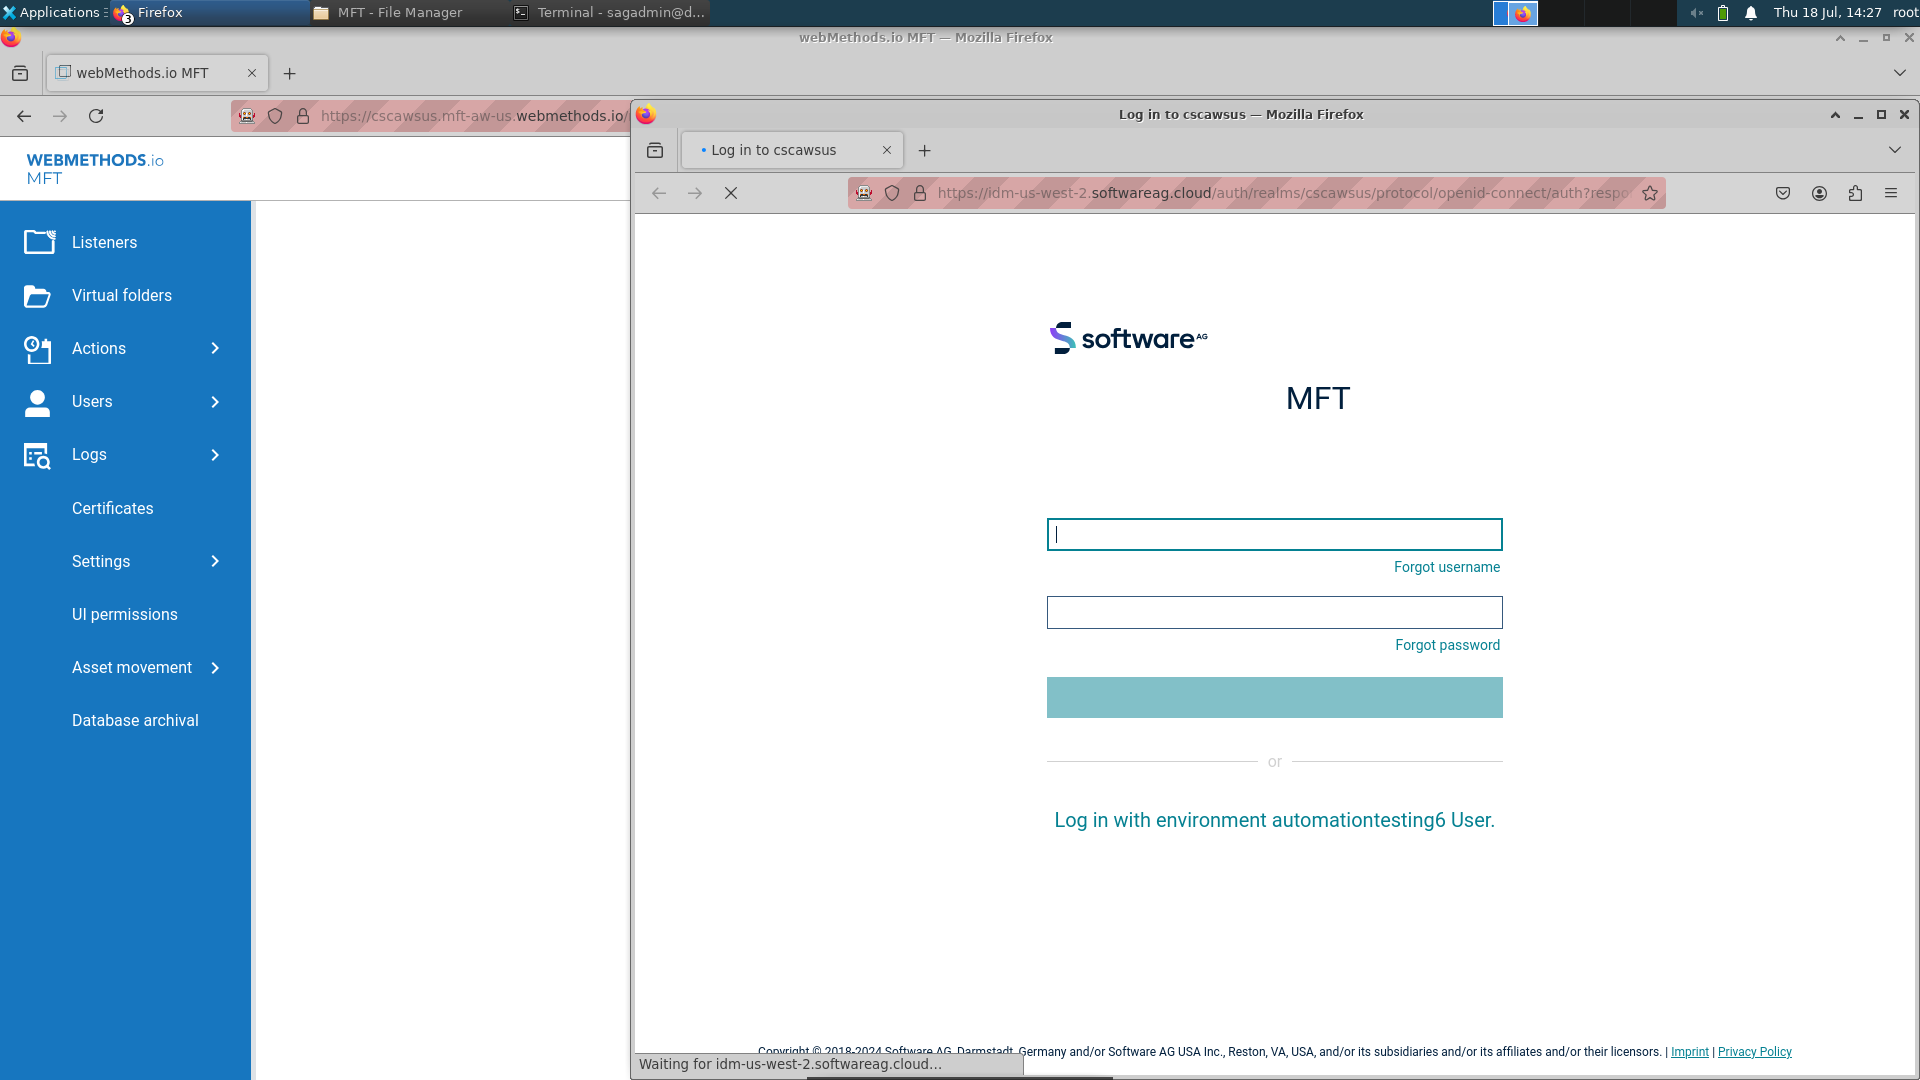 Applications
3
Firefox
MFT - File Manager
Terminal - sagadmin@d...
Thu 18 Jul, 14:27
root
webMethods.io MFT — Mozilla Firefox
webMethods.io MFT
https://cscawsus.mft-aw-us.webmethods.io/
WEBMETHODS.io
MFT
Listeners
Virtual folders
Actions
Users
Logs
Certificates
Settings
UI permissions
Asset movement
Database archival
Log in to cscawsus — Mozilla Firefox
Log in to cscawsus
https://idm-us-west-2.softwareag.cloud/auth/realms/cscawsus/protocol/openid-connect/auth?respo
software AG
MFT
Forgot username
Forgot password
or
Log in with environment automationtesting6 User.
Copyright © 2018-2024 Software AG, Darmstadt, Germany and/or Software AG USA Inc., Reston, VA, USA, and/or its subsidiaries and/or its affiliates and/or their licensors. | Imprint | Privacy Policy
Waiting for idm-us-west-2.softwareag.cloud...